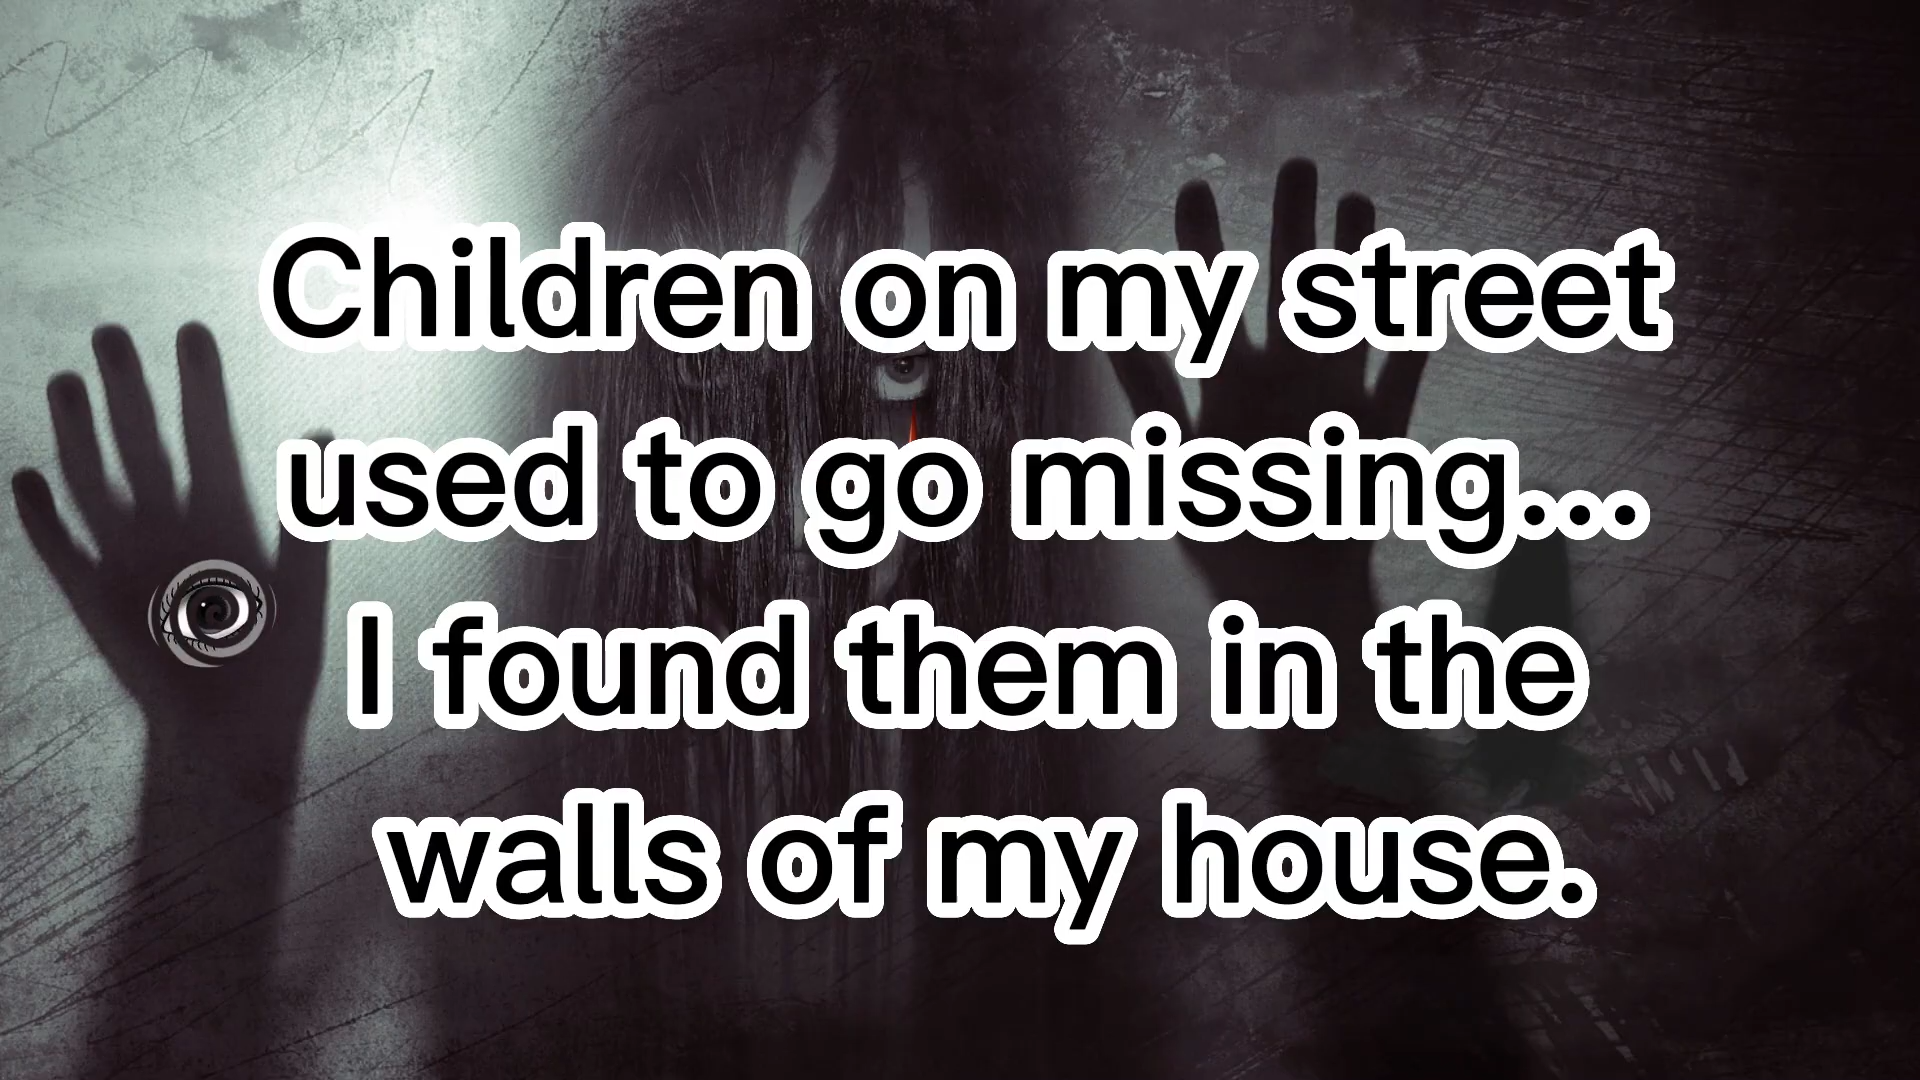 Children on my street
used to go missing...
I found them in the
walls of my house.